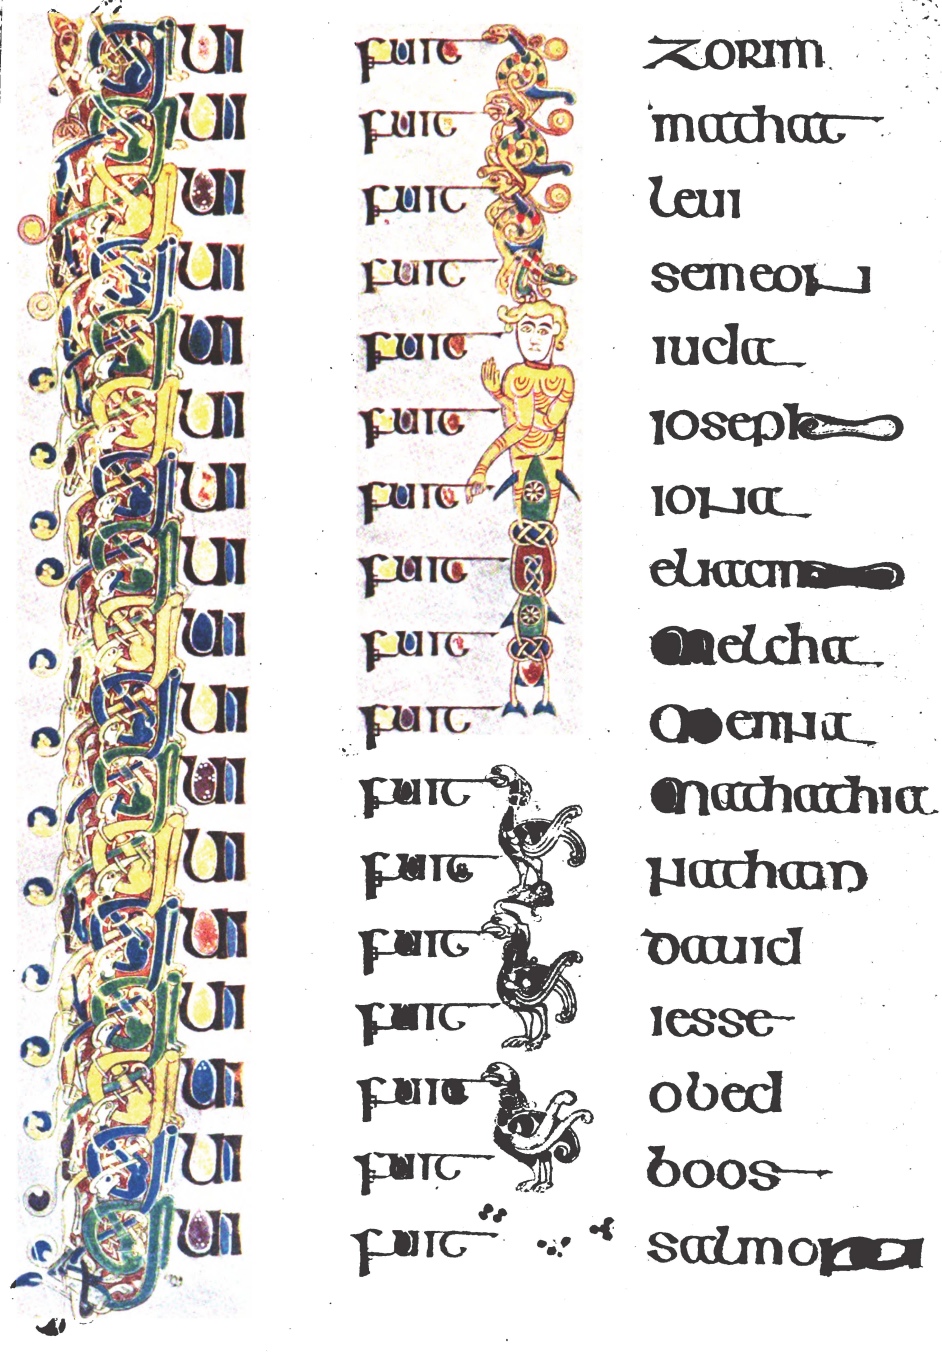 QUI fuit zorim
QUI fuit mathat
QUI fuit leui
QUI fuit semeon
QUI fuit iuda
QUI fuit ioseph
QUI fuit iona
QUI fuit eliacim
QUI fuit melcha
QUI fuit
QUI fuit mathathia
QUI fuit nathan
QUI fuit dauid
QUI fuit iesse
QUI fuit obed
QUI fuit boos
QUI fuit salmon